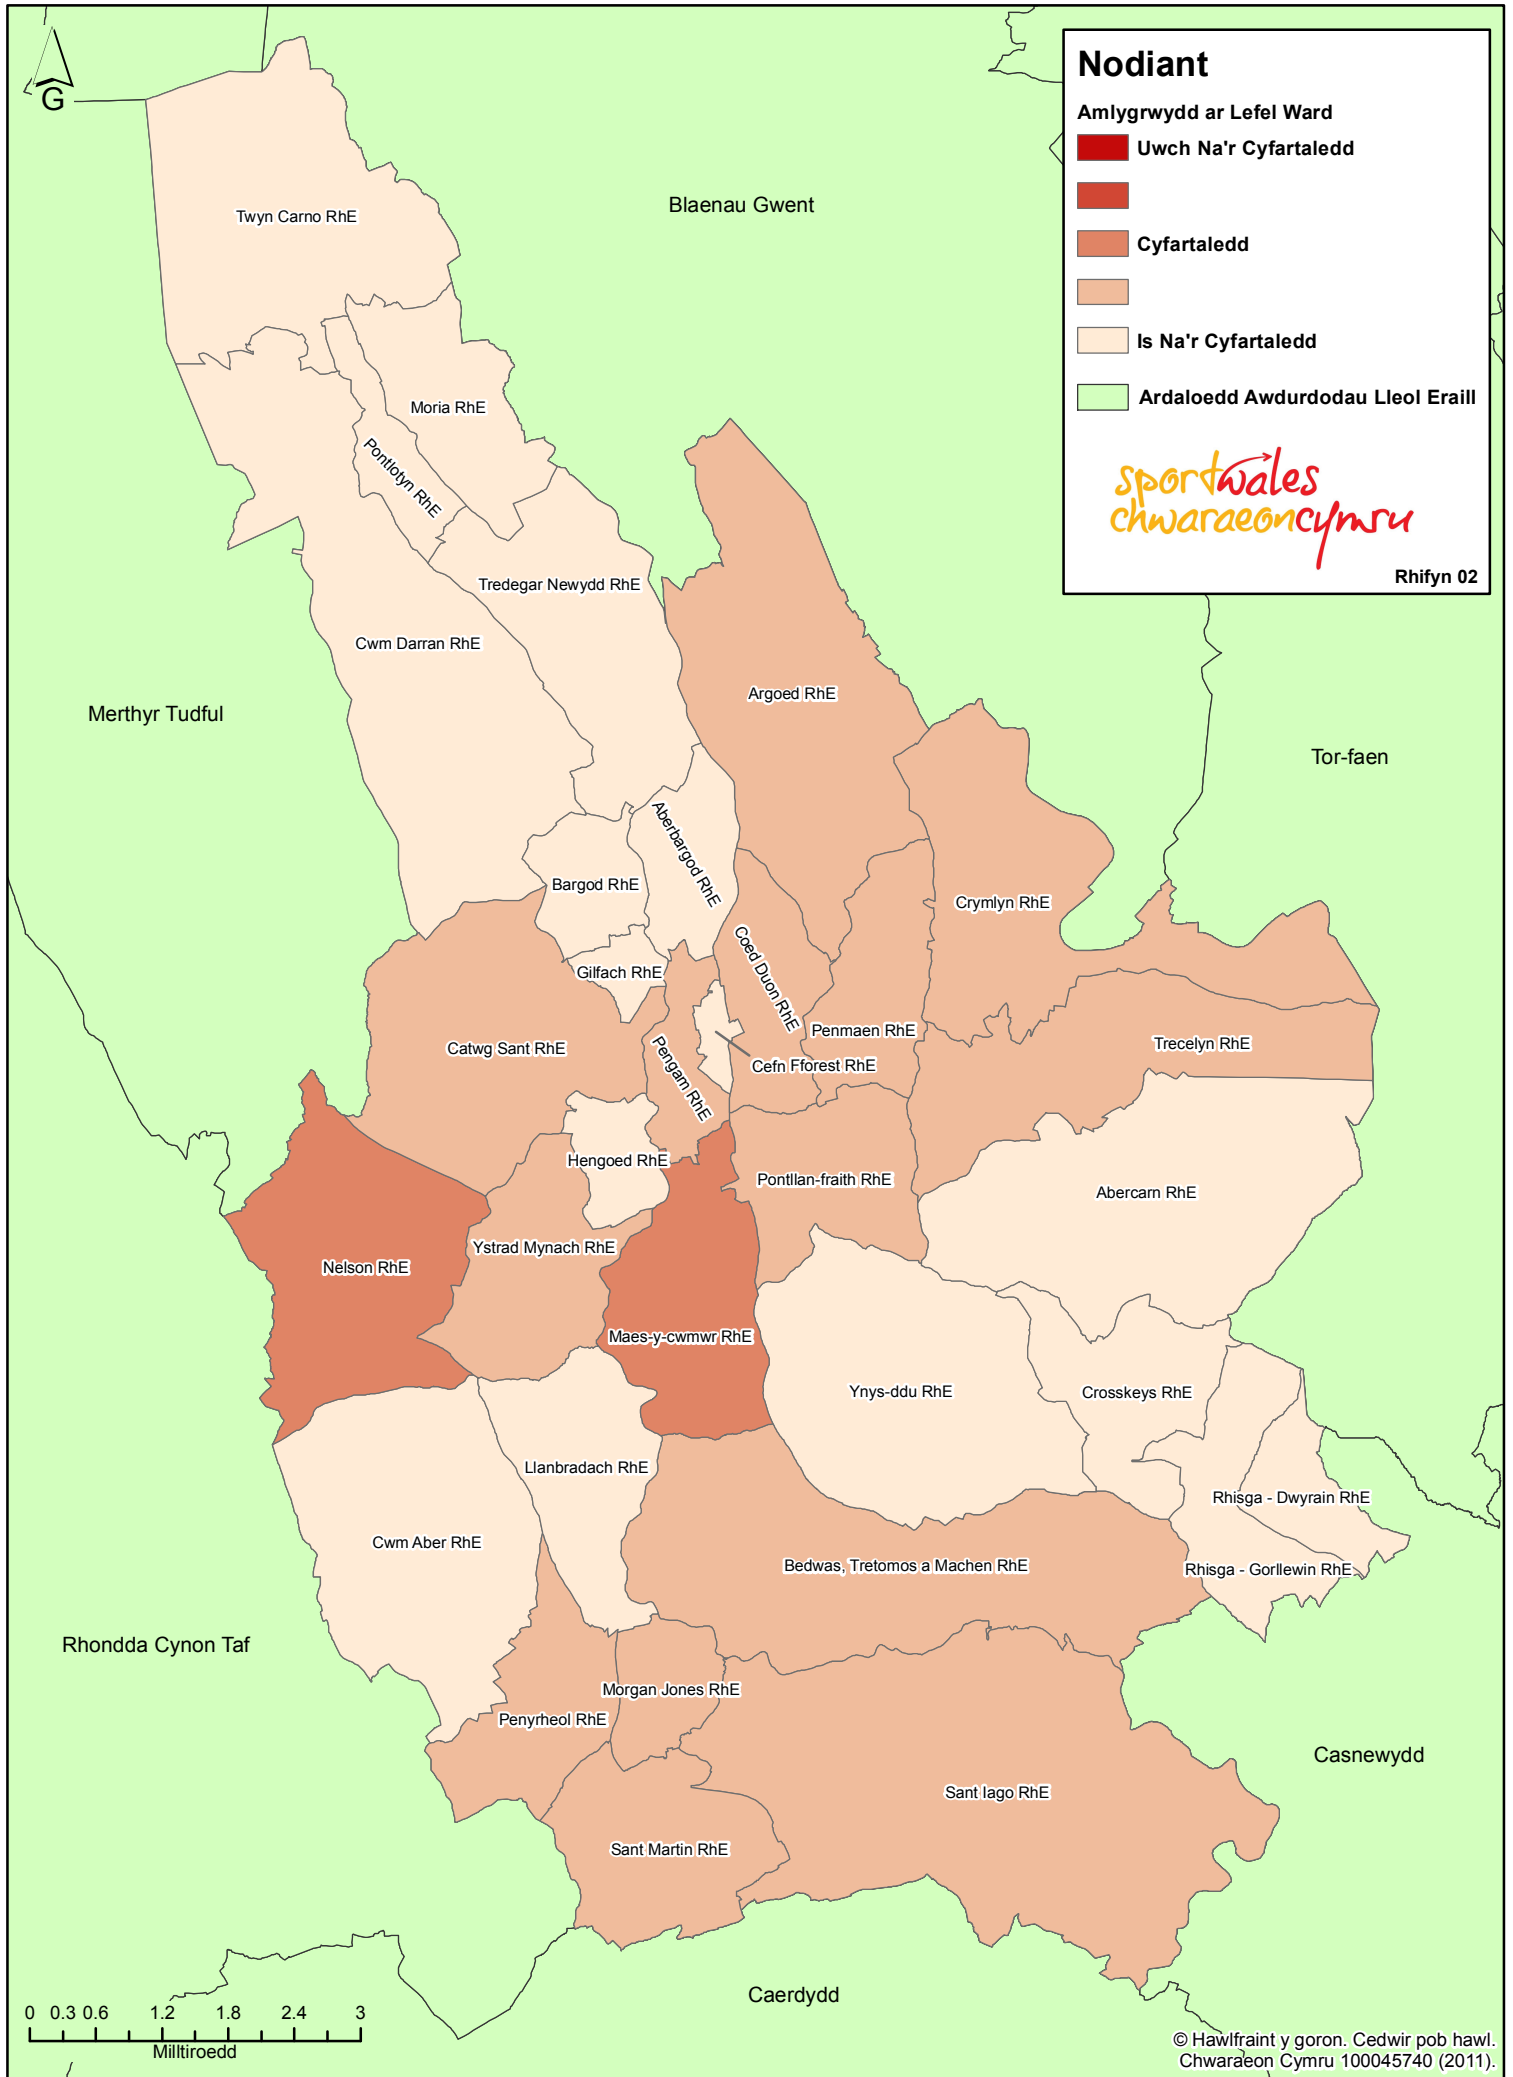 G
Nodiant
Amlygrwydd ar Lefel Ward
Uwch Na'r Cyfartaledd
Cyfartaledd
Is Na'r Cyfartaledd
Ardaloedd Awdurdodau Lleol Eraill
sportwales
chwaraeoncymru
Rhifyn 02
Blaenau Gwent
Twyn Carno RhE
Moria RhE
Pontlotyn RhE
Tredegar Newydd RhE
Cwm Darran RhE
Argoed RhE
Merthyr Tudful
Tor-faen
Aberbargod RhE
Bargod RhE
Crymlyn RhE
Coed Duon RhE
Gilfach RhE
Penmaen RhE
Trecelyn RhE
Catwg Sant RhE
Cefn Fforest RhE
Pengam RhE
Hengoed RhE
Pontllan-fraith RhE
Abercarn RhE
Ystrad Mynach RhE
Nelson RhE
Maes-y-cwmwr RhE
Ynys-ddu RhE
Crosskeys RhE
Llanbradach RhE
Rhisga - Dwyrain RhE
Cwm Aber RhE
Bedwas, Tretomos a Machen RhE
Rhisga - Gorllewin RhE
Rhondda Cynon Taf
Morgan Jones RhE
Penyrheol RhE
Casnewydd
Sant Iago RhE
Sant Martin RhE
Caerdydd
0 0.3 0.6 1.2 1.8 2.4 3
Milltiroedd
© Hawlfraint y goron. Cedwir pob hawl.
Chwaraeon Cymru 100045740 (2011).